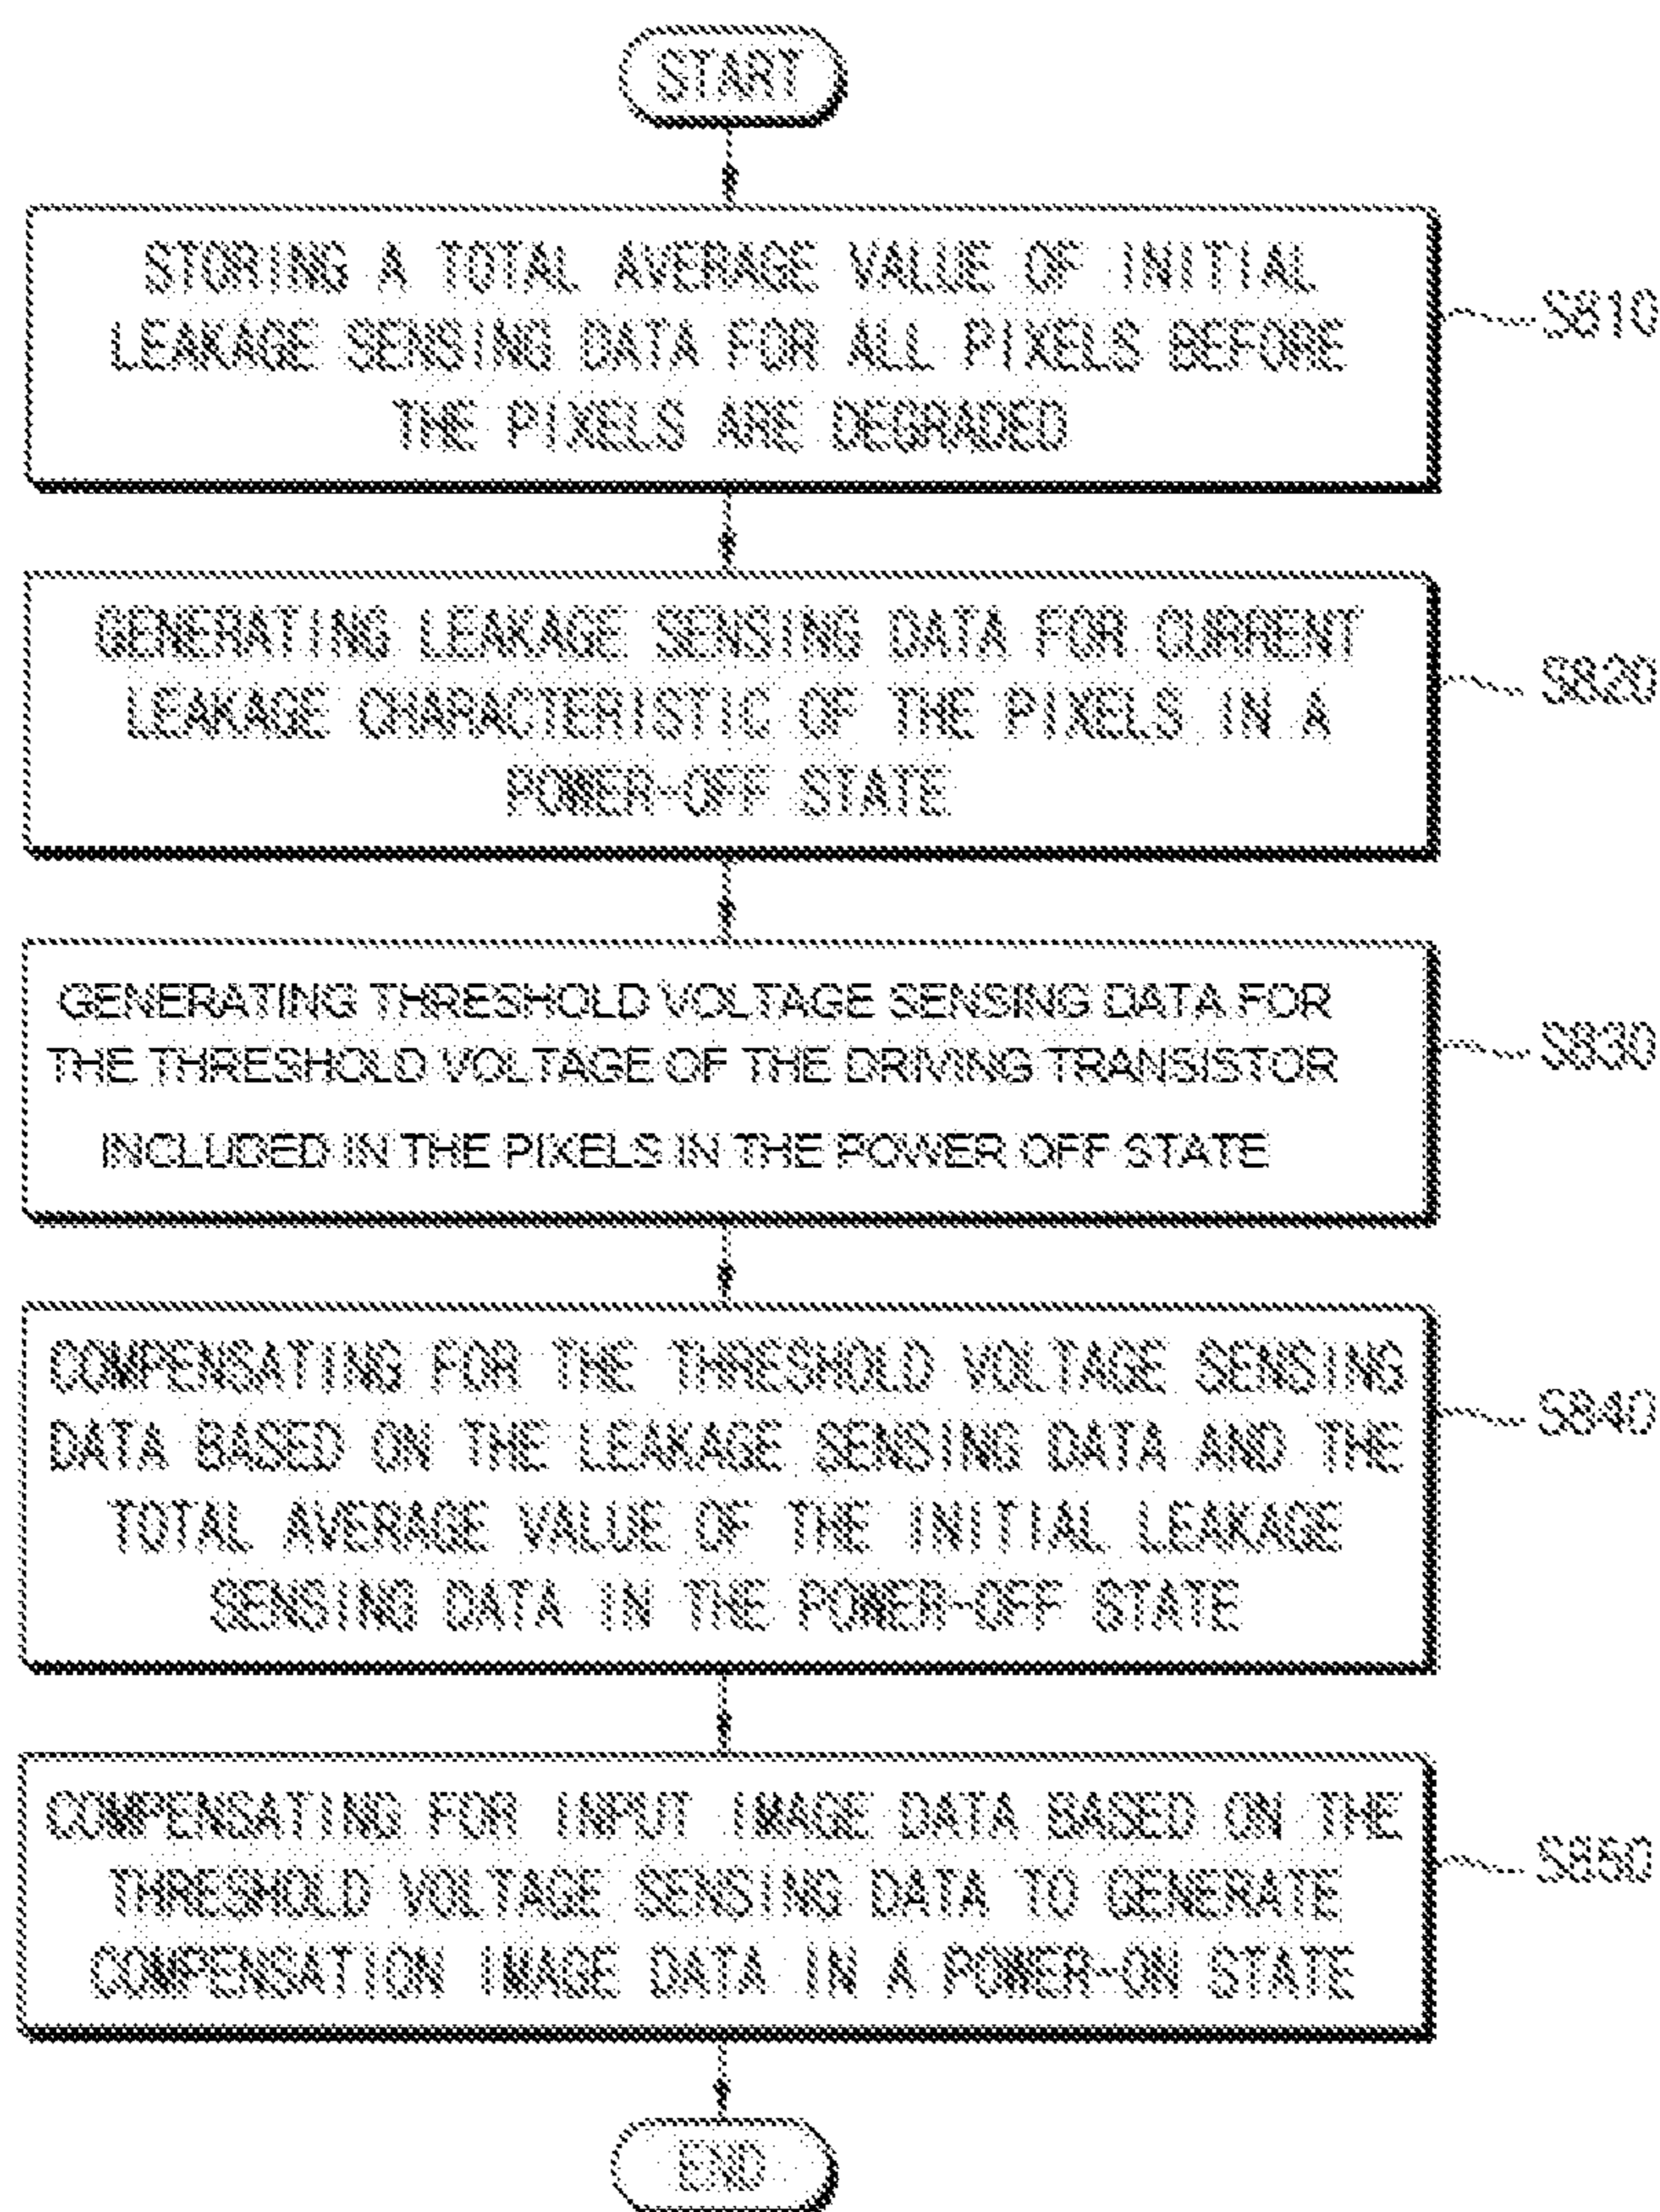 START
STORING A TOTAL AVERAGE VALUE OF INITIAL
LEAKAGE SENSING DATA FOR ALL PIXELS BEFORE
THE PIXELS ARE DEGRADED
S810
GENERATING LEAKAGE SENSING DATA FOR CURRENT
LEAKAGE CHARACTERISTIC OF THE PIXELS IN A
POWER-OFF STATE
S820
GENERATING THRESHOLD VOLTAGE SENSING DATA FOR
THE THRESHOLD VOLTAGE OF THE DRIVING TRANSISTOR
INCLUDED IN THE PIXELS IN THE POWER OFF STATE
S830
COMPENSATING FOR THE THRESHOLD VOLTAGE SENSING
DATA BASED ON THE LEAKAGE SENSING DATA AND THE
TOTAL AVERAGE VALUE OF THE INITIAL LEAKAGE
SENSING DATA IN THE POWER-OFF STATE
S840
COMPENSATING FOR INPUT IMAGE DATA BASED ON THE
THRESHOLD VOLTAGE SENSING DATA TO GENERATE
COMPENSATION IMAGE DATA IN A POWER-ON STATE
S850
END